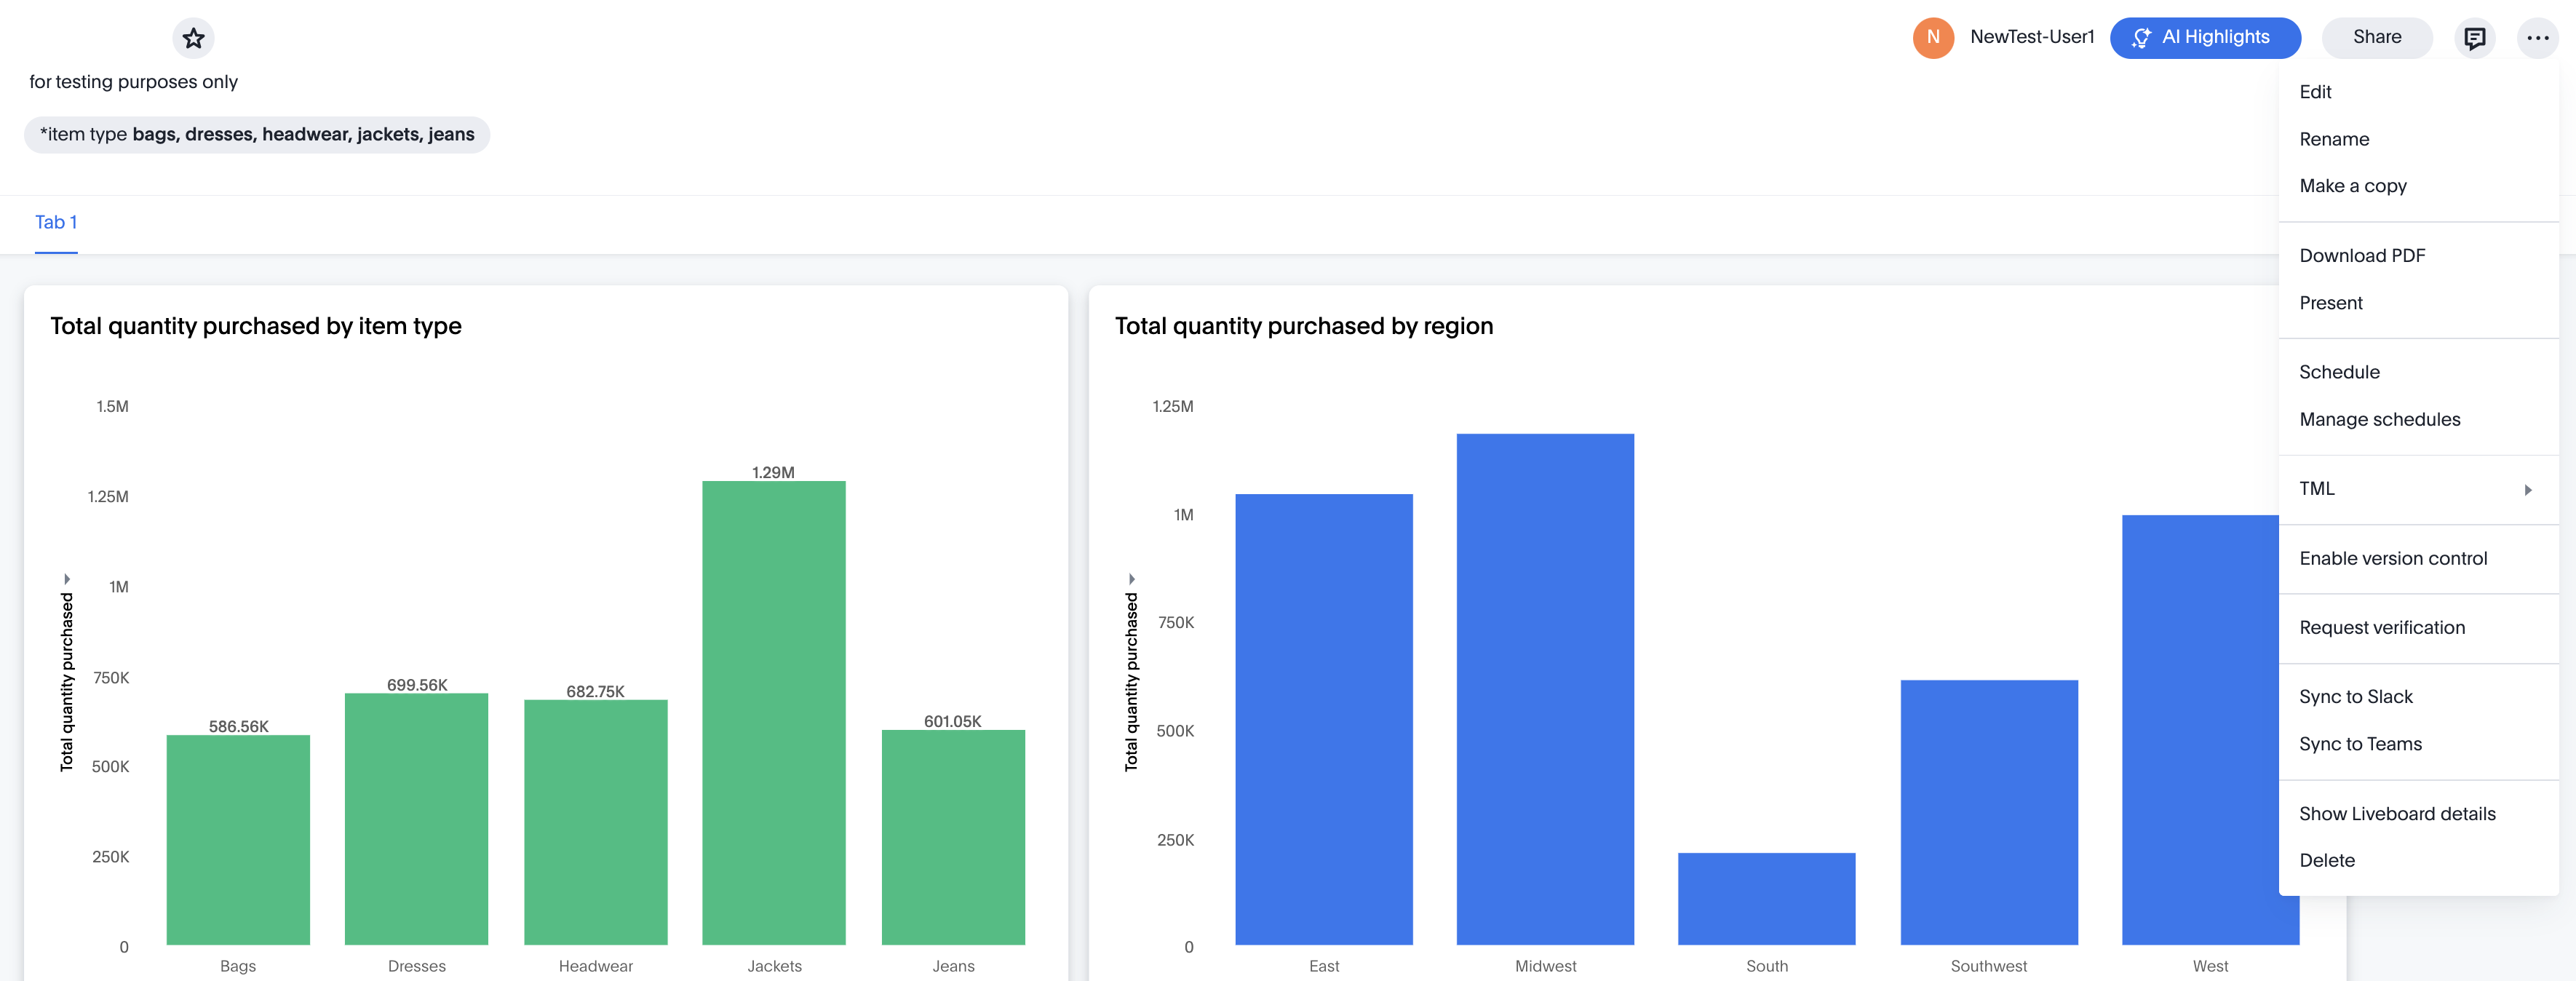 N NewTest-User1 AI Highlights Share
for testing purposes only
*item type bags, dresses, headwear, jackets, jeans
Tab 1
Edit
Rename
Make a copy
Download PDF
Present
Schedule
Manage schedules
TML
Enable version control
Request verification
Sync to Slack
Sync to Teams
Show Liveboard details
Delete
Total quantity purchased by item type
Total quantity purchased
1.5M
1.25M
1M
750K
500K
250K
0
586.56K
699.56K
682.75K
1.29M
601.05K
Bags Dresses Headwear Jackets Jeans
Total quantity purchased by region
Total quantity purchased
1.25M
1M
750K
500K
250K
0
East Midwest South Southwest West